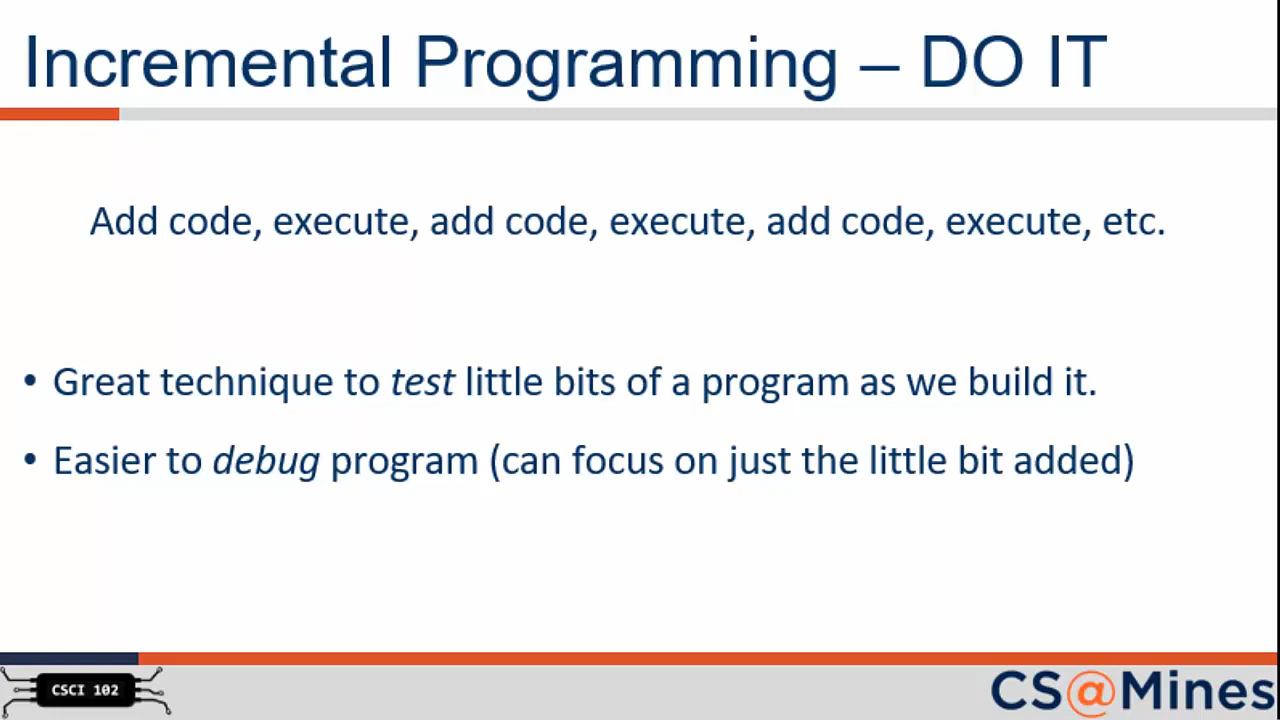 Incremental Programming – DO IT
Add code, execute, add code, execute, add code, execute, etc.
• Great technique to test little bits of a program as we build it.
• Easier to debug program (can focus on just the little bit added)
CSCI 102
CS@Mines